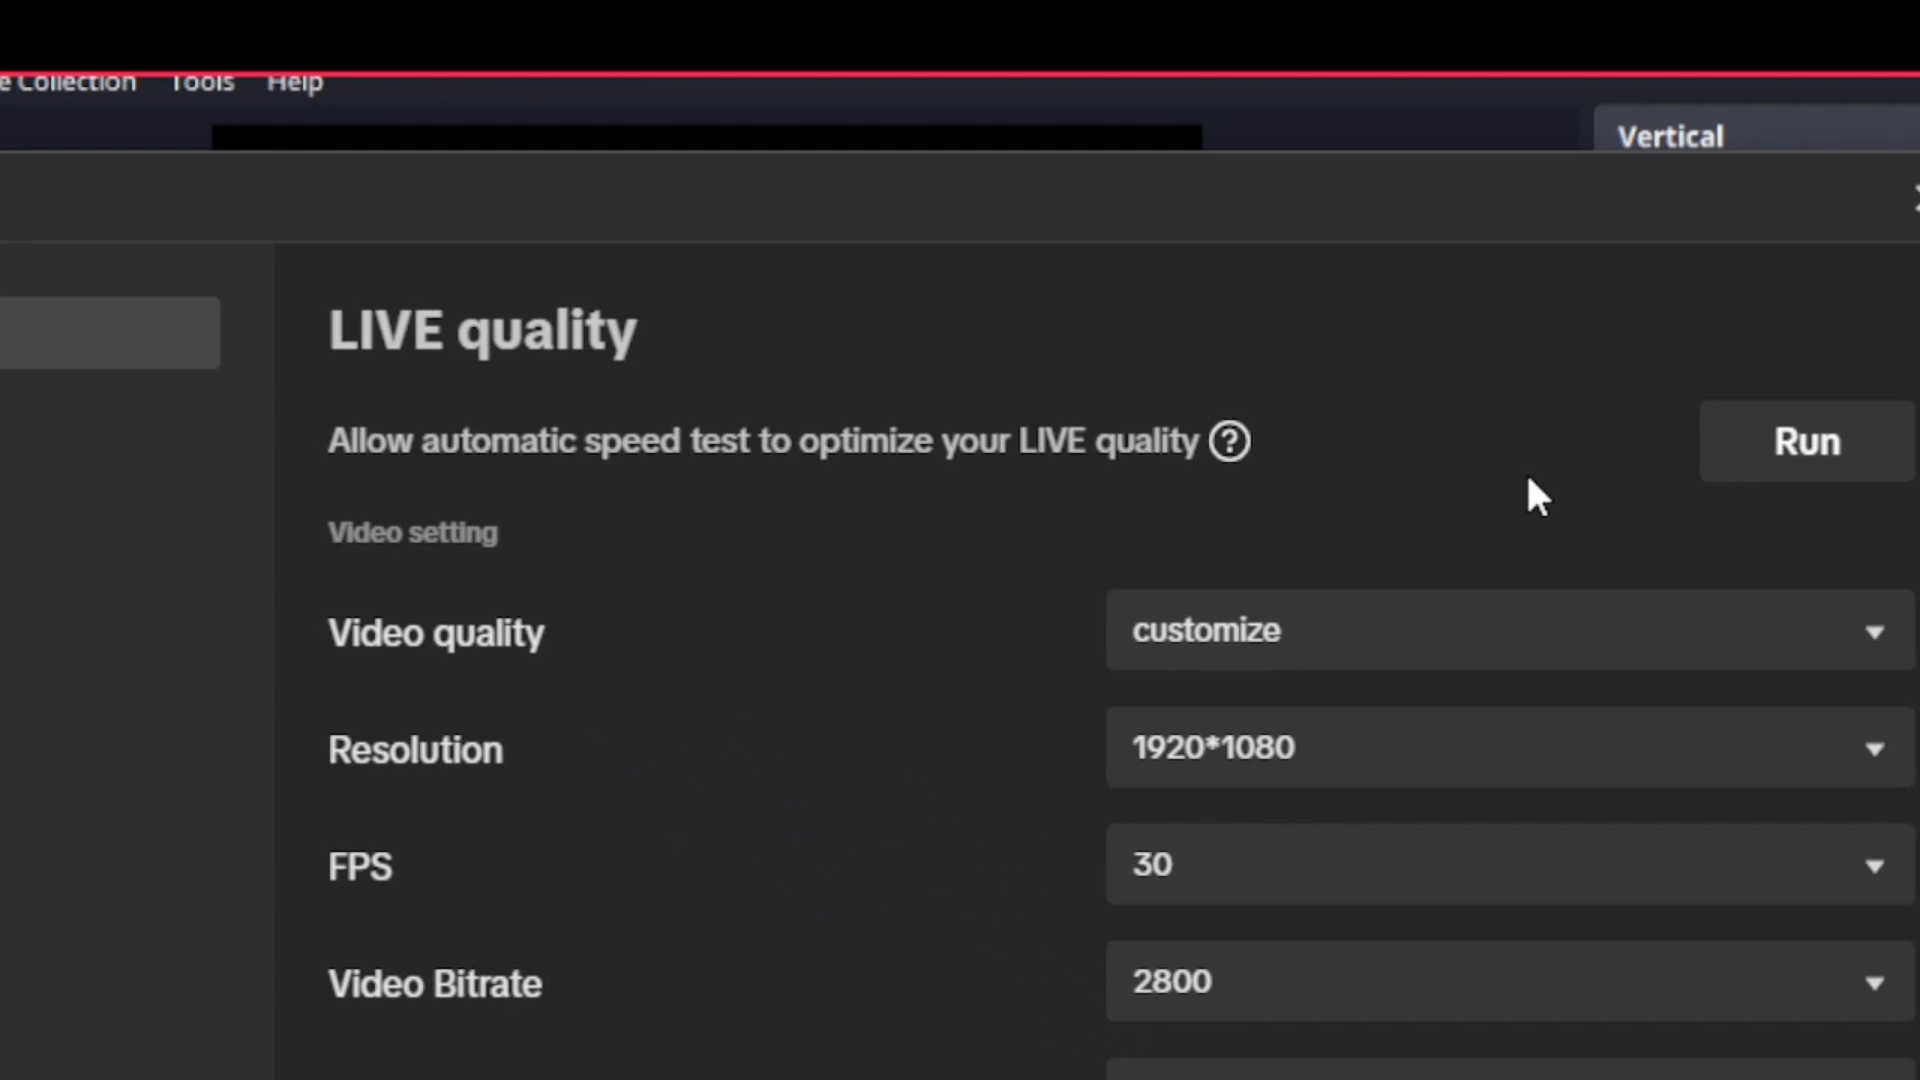 e Collection Tools Help
Vertical
LIVE quality
Allow automatic speed test to optimize your LIVE quality ?
Run
Video setting
Video quality
customize
Resolution
1920*1080
FPS
30
Video Bitrate
2800